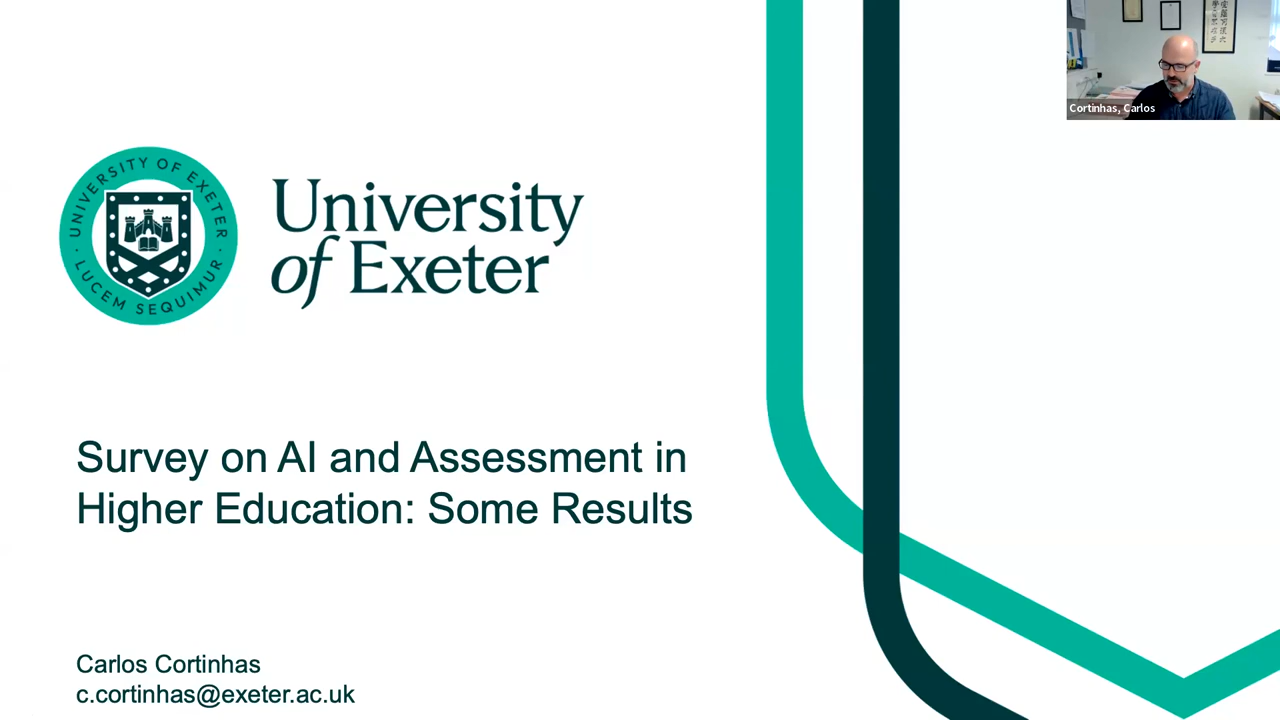 Cortinhas, Carlos
UNIVERSITY OF EXETER
LUCEM SEQUIMUR
University
of Exeter
Survey on AI and Assessment in
Higher Education: Some Results
Carlos Cortinhas
c.cortinhas@exeter.ac.uk